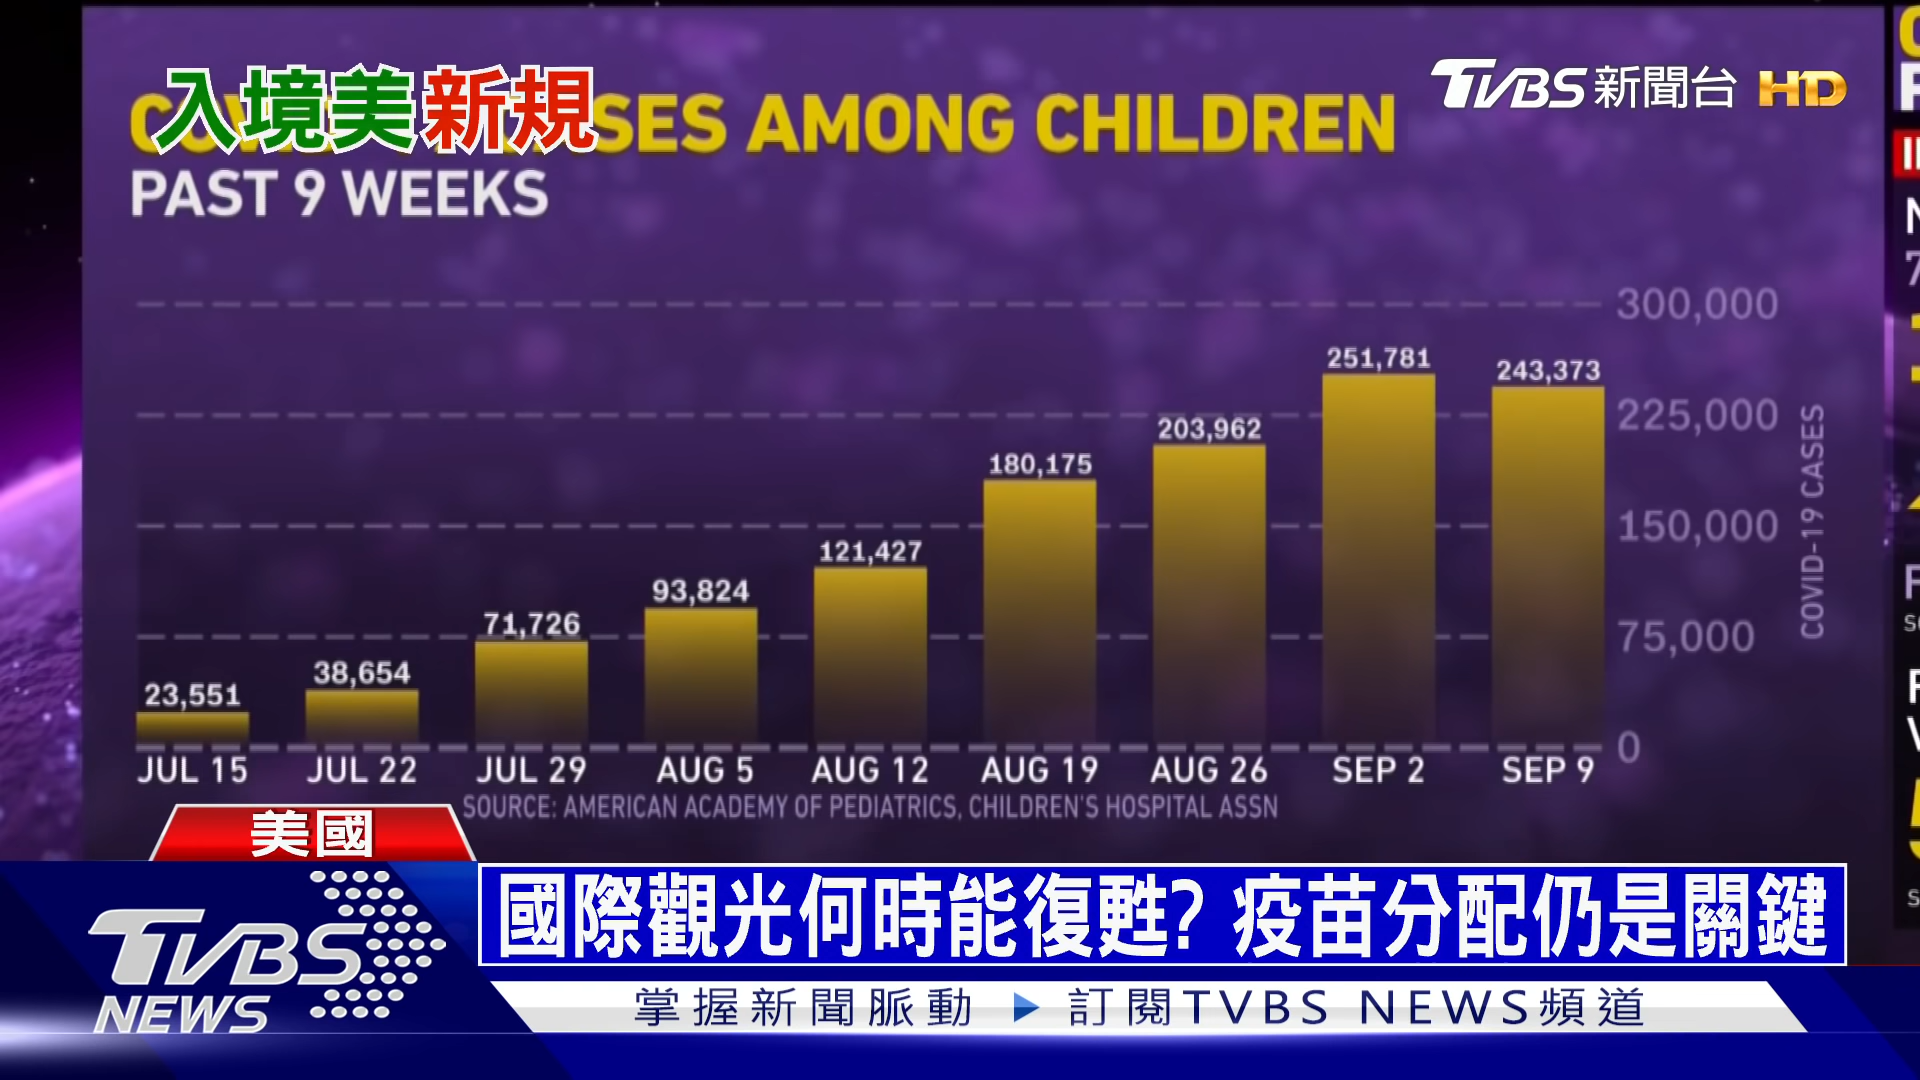 入境美新規
TVBS新聞台 HD
SES AMONG CHILDREN
PAST 9 WEEKS
300,000
225,000
150,000
75,000
0
COVID-19 CASES
23,551
38,654
71,726
93,824
121,427
180,175
203,962
251,781
243,373
JUL 15
JUL 22
JUL 29
AUG 5
AUG 12
AUG 19
AUG 26
SEP 2
SEP 9
SOURCE: AMERICAN ACADEMY OF PEDIATRICS, CHILDREN'S HOSPITAL ASSN
美國
國際觀光何時能復甦? 疫苗分配仍是關鍵
TVBS
NEWS
掌握新聞脈動 ▶ 訂閱TVBS NEWS頻道